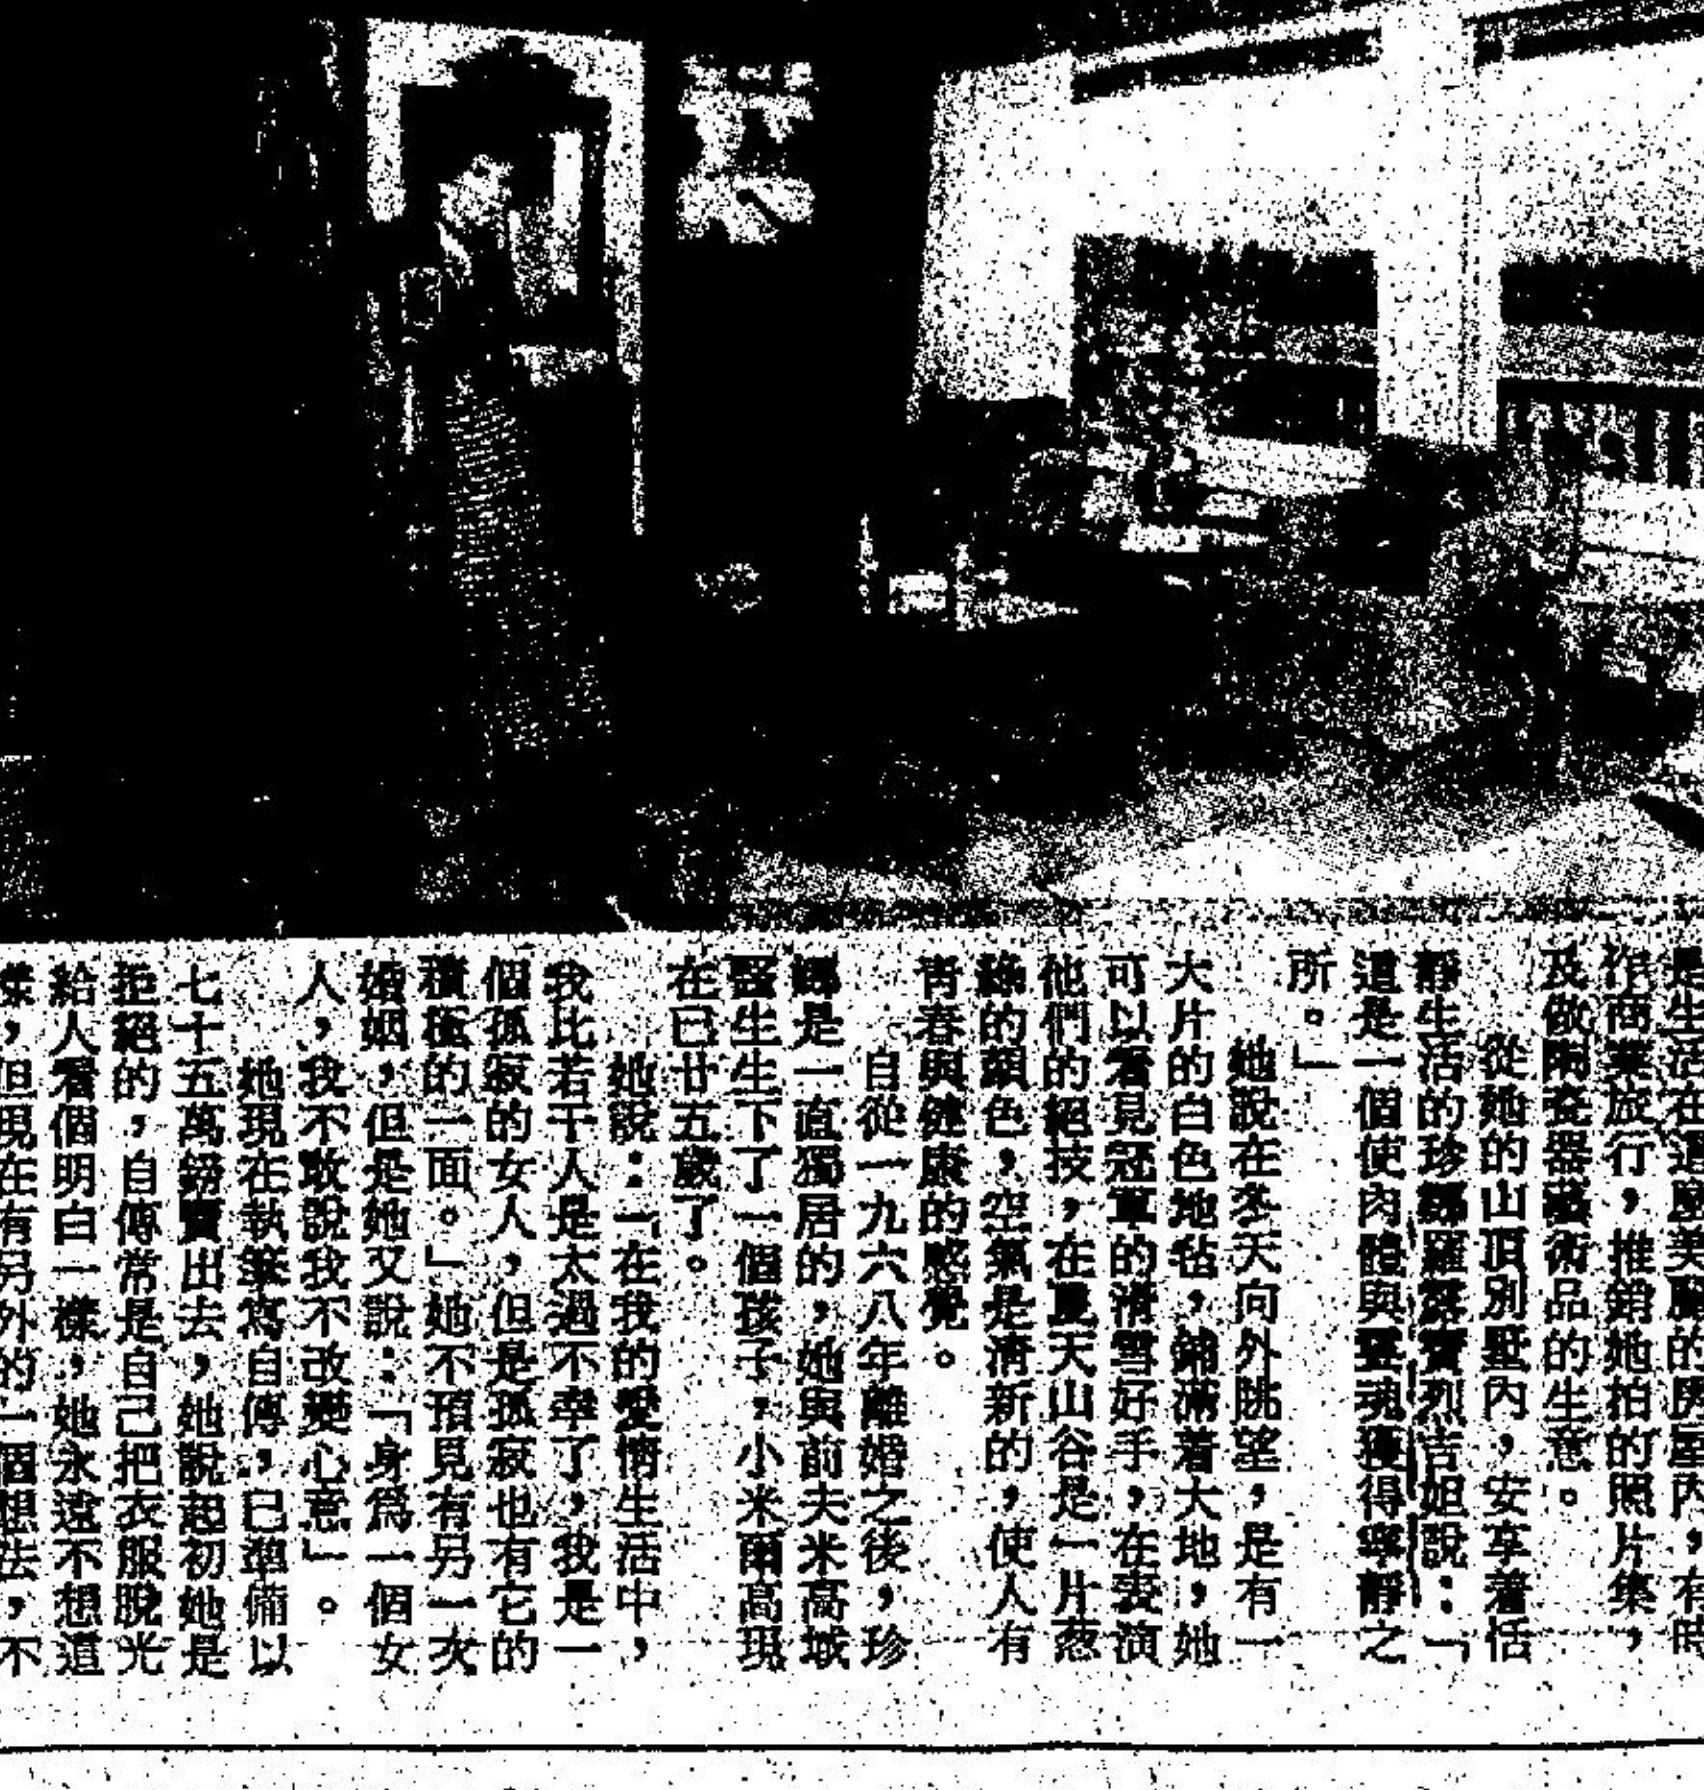 是生活在這座美麗的房屋內，有時
作商業旅行，推銷她拍的照片集，
及做陶瓷器藝術品的生意。
從她的山頂別墅內，安享着恬
靜生活的珍娜羅露寶烈吉妲說：「
這是一個使肉體與靈魂獲得寧靜之
所。」
她說在冬天向外眺望，是有一
大片的白色地毡，鋪滿着大地，她
可以看見冠軍的滑雪好手，在表演
他們的絕技，在夏天山谷是一片葱
綠的顏色，空氣是清新的，使人有
青春與健康的感覺。
自從一九六八年離婚之後，珍
娜是一直獨居的，她與前夫米高
醫生生下了一個孩子，小米爾高現
在已廿五歲了。
她說：「在我的愛情生活中，
我比若干人是太過不幸了，我是一
個孤寂的女人，但是孤寂也有它的
積極的一面。」她不預見有另一次
婚姻，但是她又說：「身爲一個女
人，我不敢說我不改變心意」。
她現在執筆寫自傳，已準備以
七十五萬鎊賣出去，她說起初她是
拒絕的，自傳常是自己把衣服脫光
給人看個明白一樣，她永遠不想這
樣，但現在有另外的一個想法，不